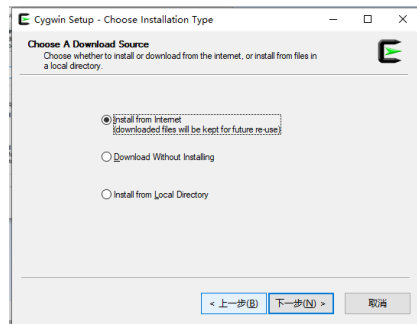 Cygwin Setup - Choose Installation Type
Choose A Download Source
Choose whether to install or download from the internet, or install from files in
a local directory.
Install from Internet
(downloaded files will be kept for future re-use)
Download Without Installing
Install from Local Directory
< 上一步(B)
下一步(N) >
取消